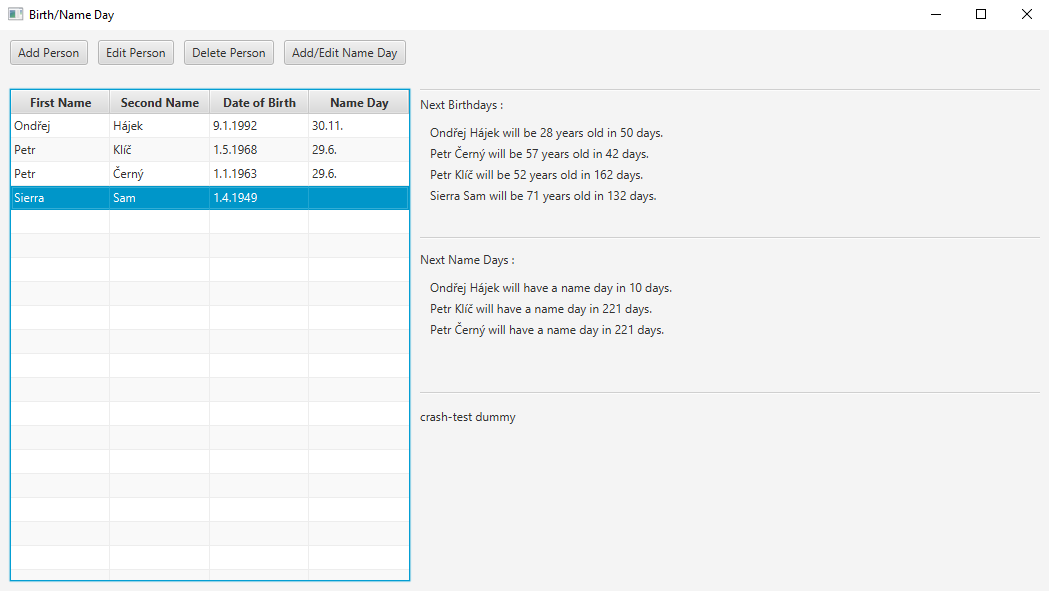 Birth/Name Day
Add Person Edit Person Delete Person Add/Edit Name Day
First Name Second Name Date of Birth Name Day
Ondřej Hájek 9.1.1992 30.11.
Petr Klíč 1.5.1968 29.6.
Petr Černý 1.1.1963 29.6.
Sierra Sam 1.4.1949
Next Birthdays :
Ondřej Hájek will be 28 years old in 50 days.
Petr Černý will be 57 years old in 42 days.
Petr Klíč will be 52 years old in 162 days.
Sierra Sam will be 71 years old in 132 days.
Next Name Days :
Ondřej Hájek will have a name day in 10 days.
Petr Klíč will have a name day in 221 days.
Petr Černý will have a name day in 221 days.
crash-test dummy